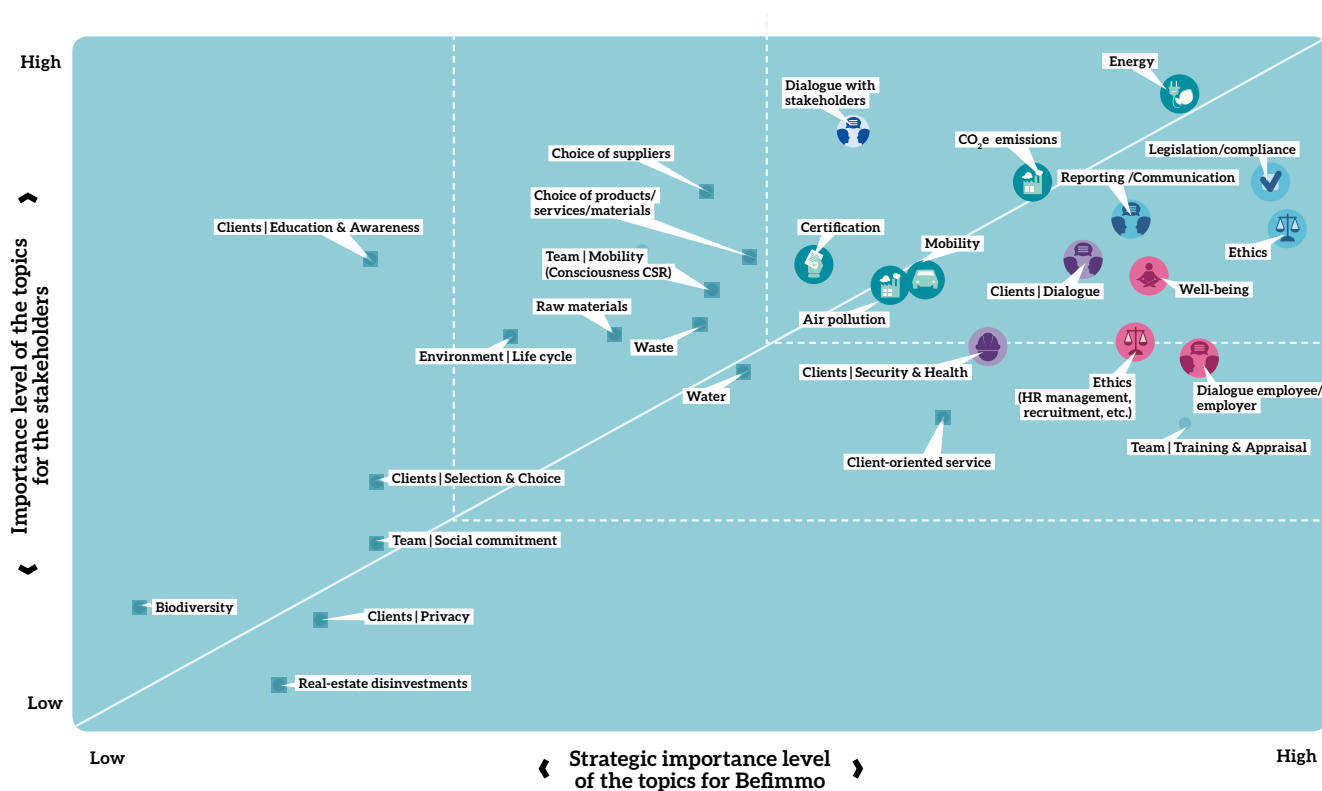 High
Energy
Dialogue with
stakeholders
CO2e emissions
Legislation/compliance
Choice of suppliers
Reporting /Communication
Choice of products/
services/materials
Clients | Education & Awareness
Certification
Mobility
Ethics
Team | Mobility
(Consciousness CSR)
Clients | Dialogue
Well-being
Raw materials
Air pollution
Waste
Environment | Life cycle
Clients | Security & Health
Ethics
(HR management,
recruitment, etc.)
Dialogue employee/
employer
Water
Team | Training & Appraisal
Client-oriented service
Clients | Selection & Choice
Team | Social commitment
Biodiversity
Clients | Privacy
Real-estate disinvestments
Low
Importance level of the topics
for the stakeholders
Low
High
Strategic importance level
of the topics for Befimmo